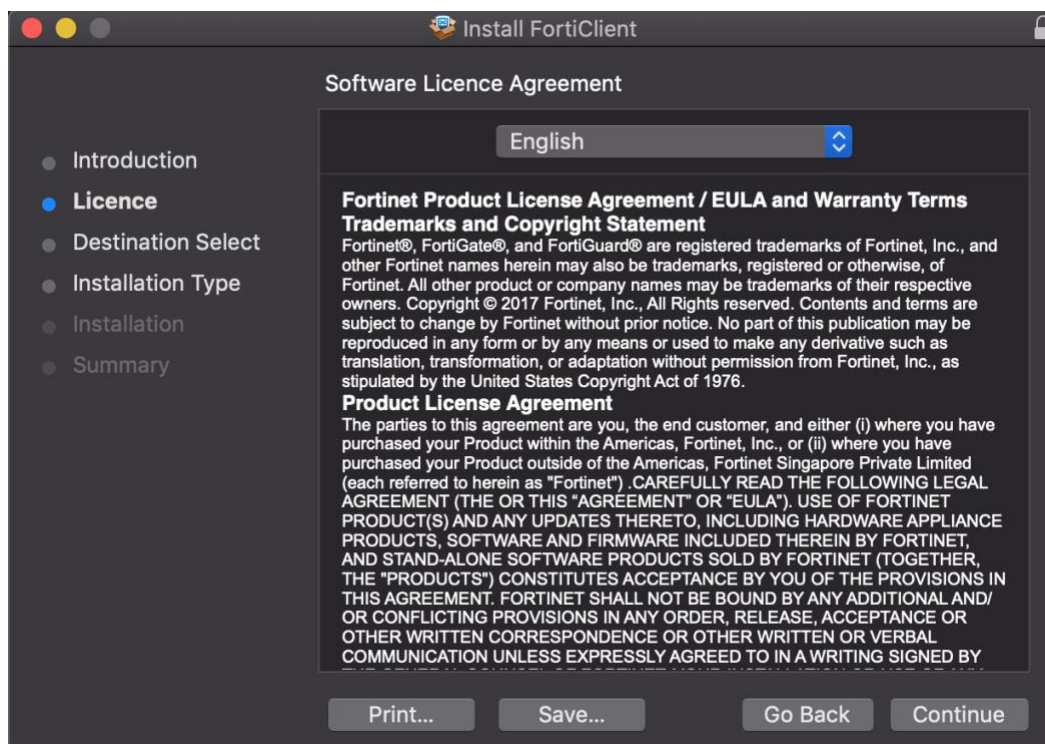 Install FortiClient
Software Licence Agreement
English
Introduction
Licence
Destination Select
Installation Type
Installation
Summary
Fortinet Product License Agreement / EULA and Warranty Terms
Trademarks and Copyright Statement
Fortinet®, FortiGate®, and FortiGuard® are registered trademarks of Fortinet, Inc., and
other Fortinet names herein may also be trademarks, registered or otherwise, of
Fortinet. All other product or company names may be trademarks of their respective
owners. Copyright © 2017 Fortinet, Inc., All Rights reserved. Contents and terms are
subject to change by Fortinet without prior notice. No part of this publication may be
reproduced in any form or by any means or used to make any derivative such as
translation, transformation, or adaptation without permission from Fortinet, Inc., as
stipulated by the United States Copyright Act of 1976.
Product License Agreement
The parties to this agreement are you, the end customer, and either (i) where you have
purchased your Product within the Americas, Fortinet, Inc., or (ii) where you have
purchased your Product outside of the Americas, Fortinet Singapore Private Limited
(each referred to herein as "Fortinet") .CAREFULLY READ THE FOLLOWING LEGAL
AGREEMENT (THE OR THIS “AGREEMENT” OR “EULA”). USE OF FORTINET
PRODUCT(S) AND ANY UPDATES THERETO, INCLUDING HARDWARE APPLIANCE
PRODUCTS, SOFTWARE AND FIRMWARE INCLUDED THEREIN BY FORTINET,
AND STAND-ALONE SOFTWARE PRODUCTS SOLD BY FORTINET (TOGETHER,
THE "PRODUCTS") CONSTITUTES ACCEPTANCE BY YOU OF THE PROVISIONS IN
THIS AGREEMENT. FORTINET SHALL NOT BE BOUND BY ANY ADDITIONAL AND/
OR CONFLICTING PROVISIONS IN ANY ORDER, RELEASE, ACCEPTANCE OR
OTHER WRITTEN CORRESPONDENCE OR OTHER WRITTEN OR VERBAL
COMMUNICATION UNLESS EXPRESSLY AGREED TO IN A WRITING SIGNED BY
Print...
Save...
Go Back
Continue